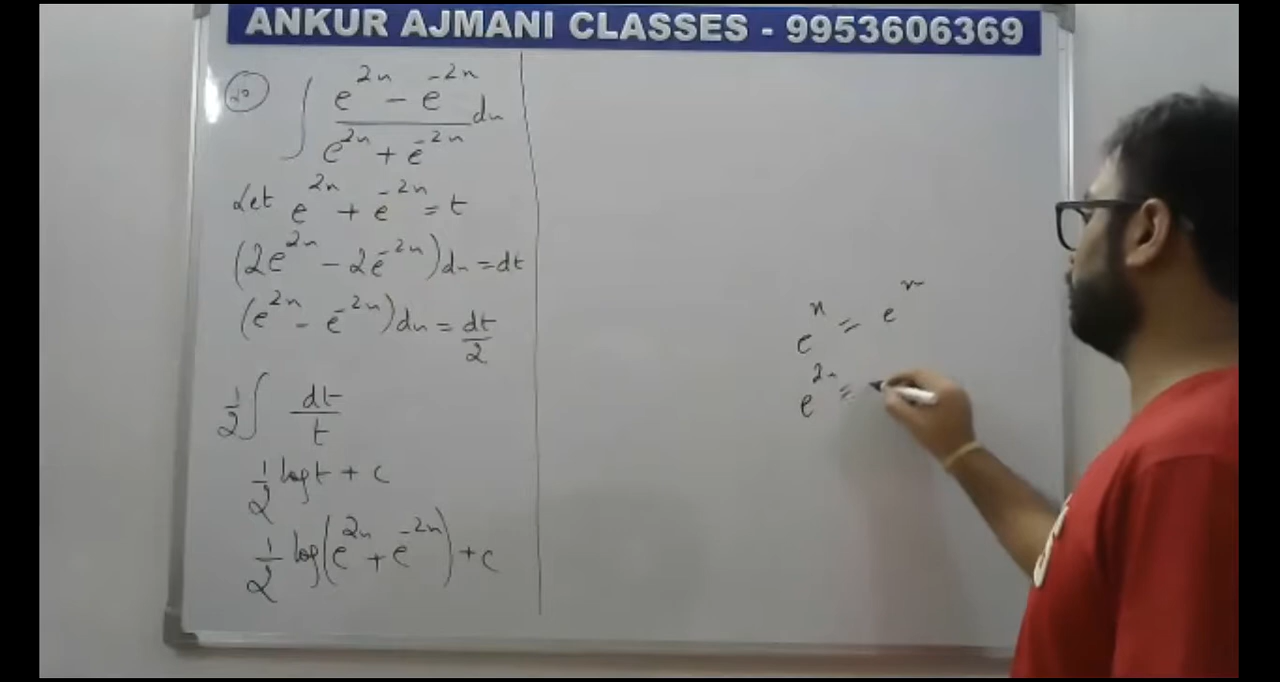 ANKUR AJMANI CLASSES - 9953606369
20 ∫ (e^{2x} - e^{-2x})/(e^{2x} + e^{-2x}) dx
Let e^{2x} + e^{-2x} = t
(2e^{2x} - 2e^{-2x})dx = dt
(e^{2x} - e^{-2x})dx = dt/2
1/2 ∫ dt/t
1/2 log t + c
1/2 log(e^{2x} + e^{-2x}) + c
e^x = e^x
e^{2x} =